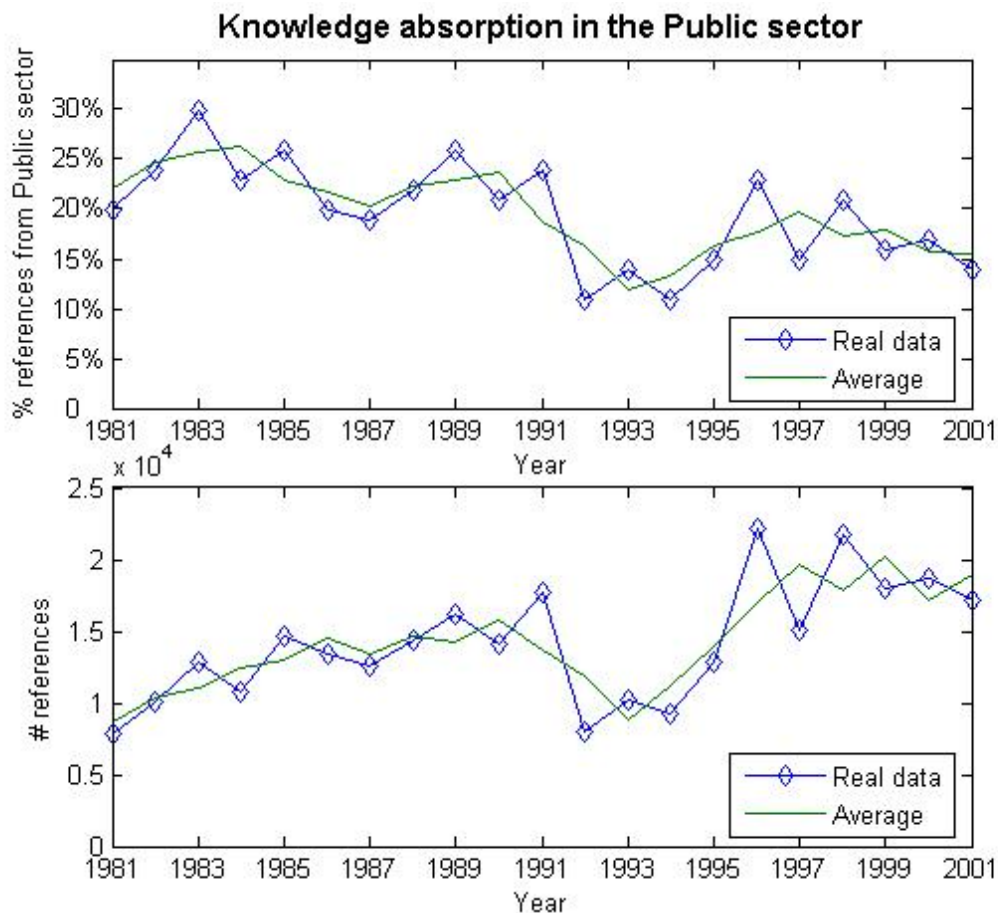 Knowledge absorption in the Public sector
% references from Public sector
30%
25%
20%
15%
10%
5%
0
Real data
Average
1981 1983 1985 1987 1989 1991 1993 1995 1997 1999 2001
Year
x 10⁴
# references
2.5
2
1.5
1
0.5
0
Real data
Average
1981 1983 1985 1987 1989 1991 1993 1995 1997 1999 2001
Year